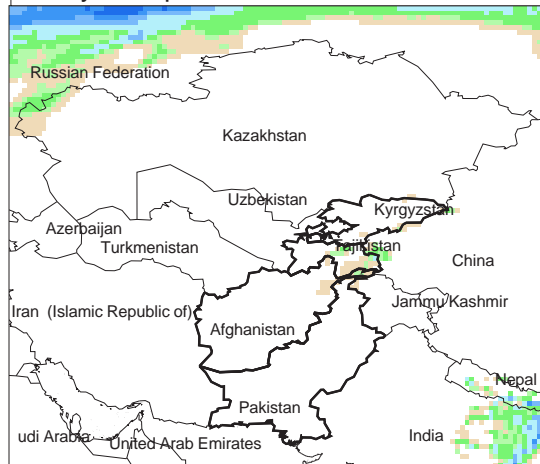 Russian Federation
Kazakhstan
Uzbekistan
Kyrgyzstan
Azerbaijan
Turkmenistan
Tajikistan
China
Iran (Islamic Republic of)
Jammu Kashmir
Afghanistan
Nepal
Pakistan
udi Arabia
United Arab Emirates
India